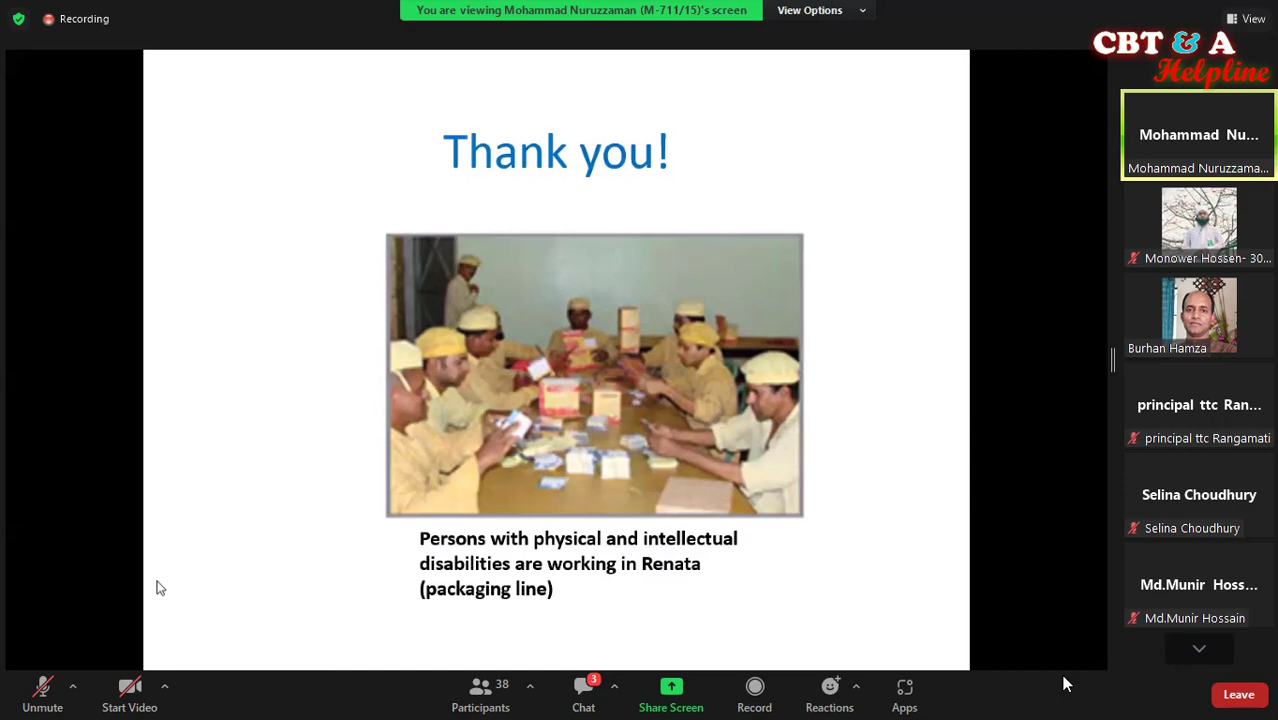 Recording
You are viewing Mohammad Nuruzzaman (M-711/15)'s screen
View Options
View
CBT & A
Helpline
Mohammad Nu...
Mohammad Nuruzzama...
Monower Hossen- 30...
Burhan Hamza
principal ttc Ran...
principal ttc Rangamati
Selina Choudhury
Selina Choudhury
Md.Munir Hoss...
Md.Munir Hossain
Thank you!
Persons with physical and intellectual
disabilities are working in Renata
(packaging line)
Unmute
Start Video
38
Participants
3
Chat
Share Screen
Record
Reactions
Apps
Leave